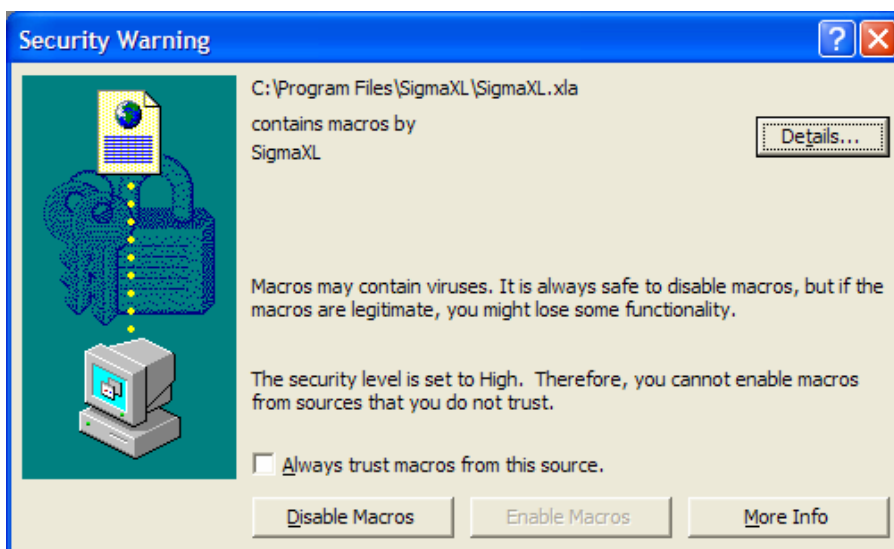 Security Warning
C:\Program Files\SigmaXL\SigmaXL.xla
contains macros by
Details...
SigmaXL
Macros may contain viruses. It is always safe to disable macros, but if the
macros are legitimate, you might lose some functionality.
The security level is set to High.  Therefore, you cannot enable macros
from sources that you do not trust.
Always trust macros from this source.
Disable Macros
Enable Macros
More Info